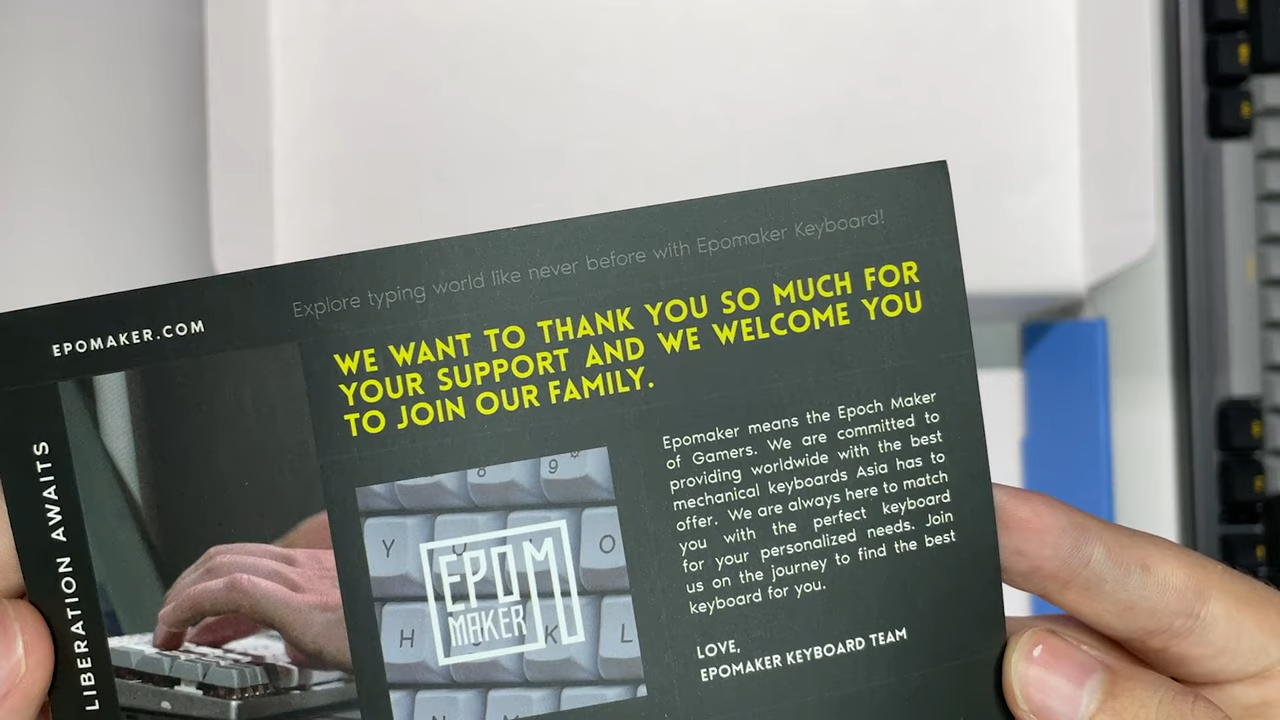 Explore typing world like never before with Epomaker Keyboard!
EPOMAKER.COM
WE WANT TO THANK YOU SO MUCH FOR
YOUR SUPPORT AND WE WELCOME YOU
TO JOIN OUR FAMILY.
LIBERATION AWAITS
8
9
Y
O
EPOM
MAKER
H
K
L
N
M
Epomaker means the Epoch Maker
of Gamers. We are committed to
providing worldwide with the best
mechanical keyboards Asia has to
offer. We are always here to match
you with the perfect keyboard
for your personalized needs. Join
us on the journey to find the best
keyboard for you.
LOVE,
EPOMAKER KEYBOARD TEAM